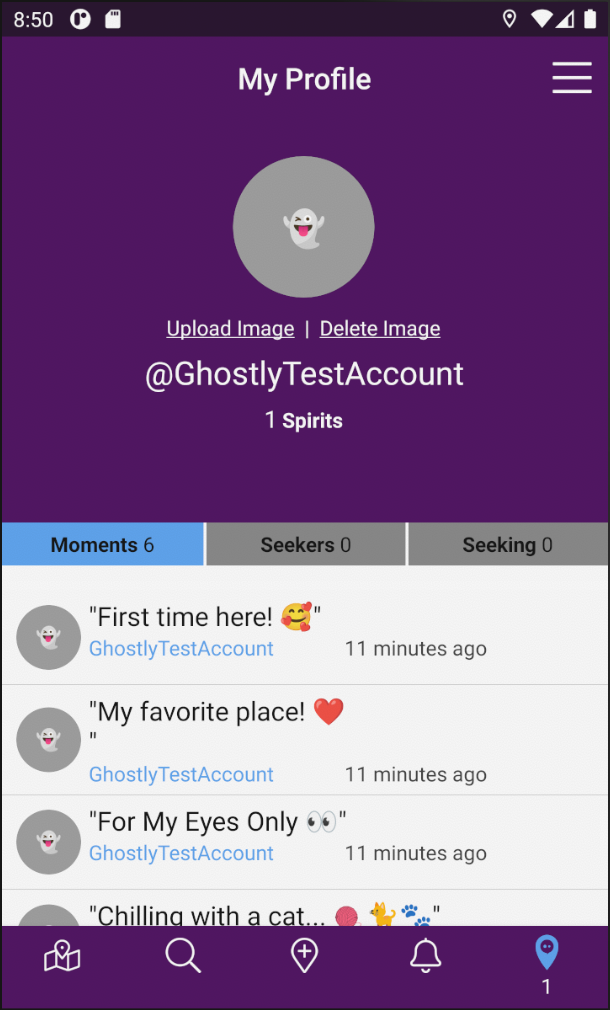 8:50
My Profile
Upload Image | Delete Image
@GhostlyTestAccount
1 Spirits
Moments 6 Seekers 0 Seeking 0
"First time here! 🥰"
GhostlyTestAccount 11 minutes ago
"My favorite place! ❤️
"
GhostlyTestAccount 11 minutes ago
"For My Eyes Only 👀"
GhostlyTestAccount 11 minutes ago
"Chilling with a cat... 🧶 🐈 🐾"
1